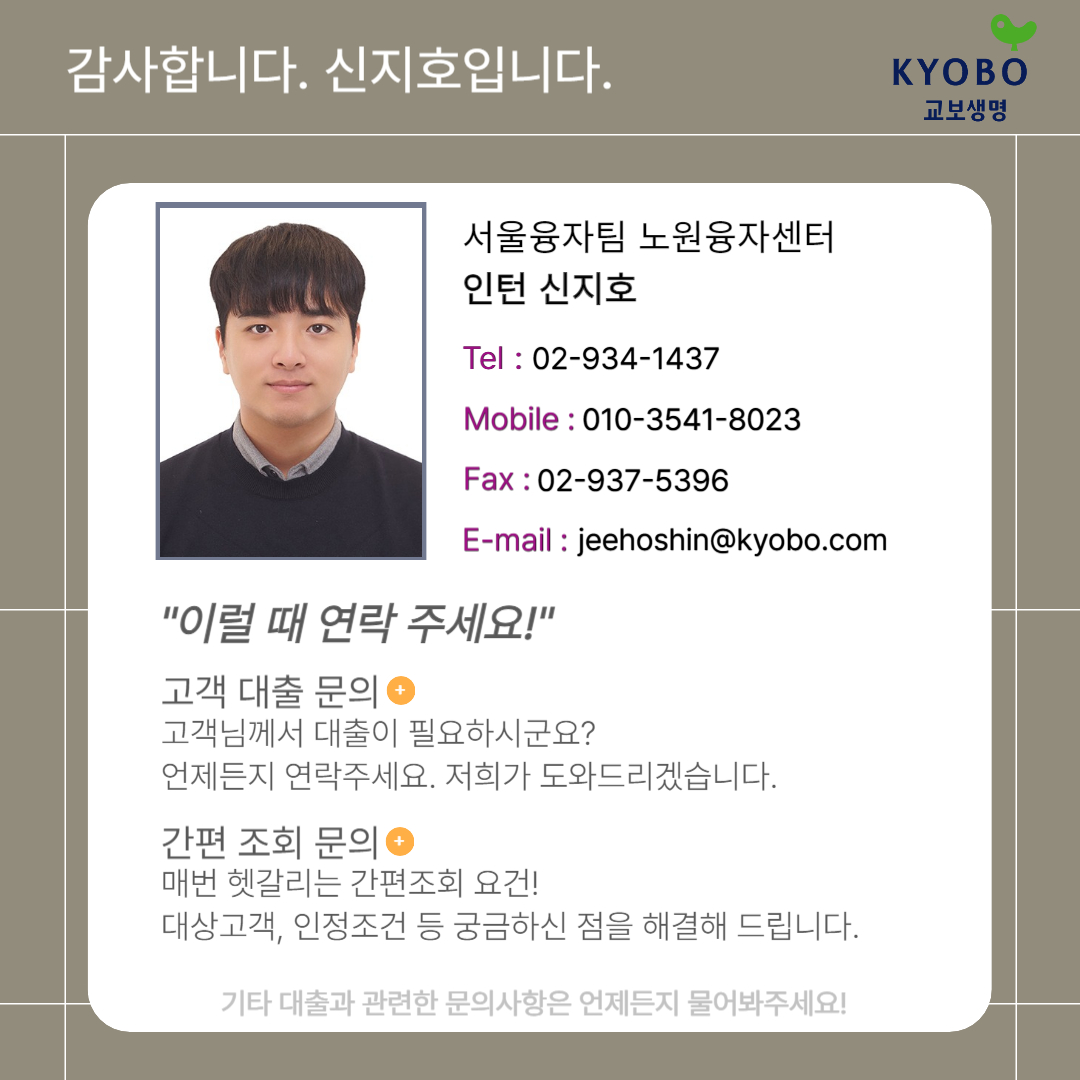 감사합니다. 신지호입니다.
KYOBO
교보생명
서울융자팀 노원융자센터
인턴 신지호
Tel : 02-934-1437
Mobile : 010-3541-8023
Fax : 02-937-5396
E-mail : jeehoshin@kyobo.com
"이럴 때 연락 주세요!"
고객 대출 문의
고객님께서 대출이 필요하시군요?
언제든지 연락주세요. 저희가 도와드리겠습니다.
간편 조회 문의
매번 헷갈리는 간편조회 요건!
대상고객, 인정조건 등 궁금하신 점을 해결해 드립니다.
기타 대출과 관련한 문의사항은 언제든지 물어봐주세요!